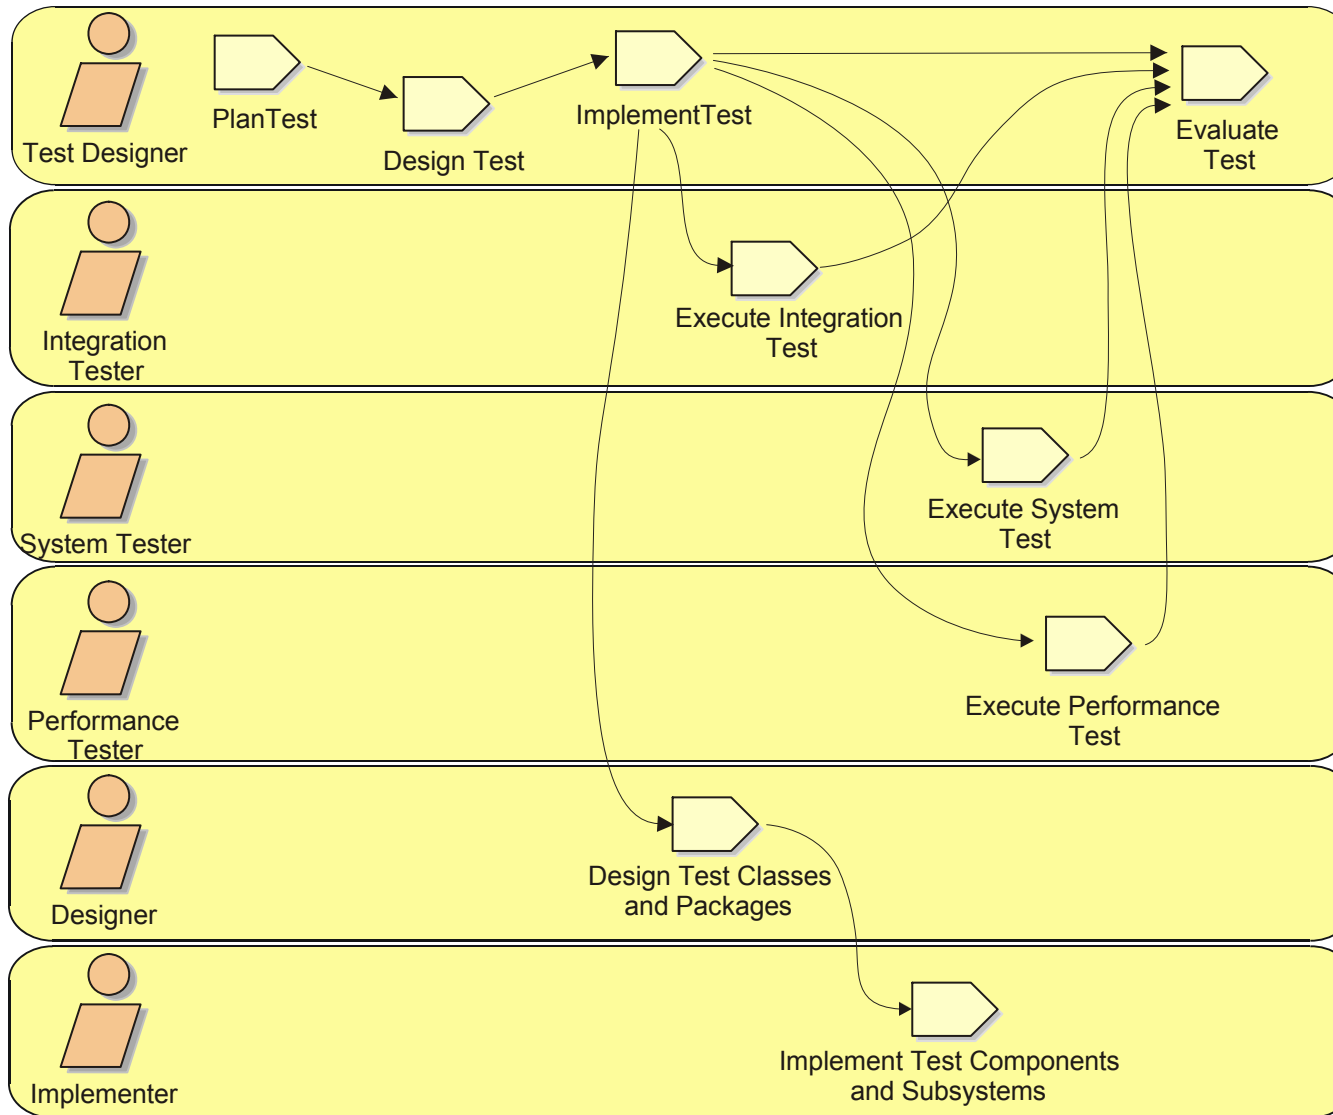 Test Designer
PlanTest
Design Test
ImplementTest
Evaluate
Test
Integration
Tester
Execute Integration
Test
System Tester
Execute System
Test
Performance
Tester
Execute Performance
Test
Designer
Design Test Classes
and Packages
Implementer
Implement Test Components
and Subsystems